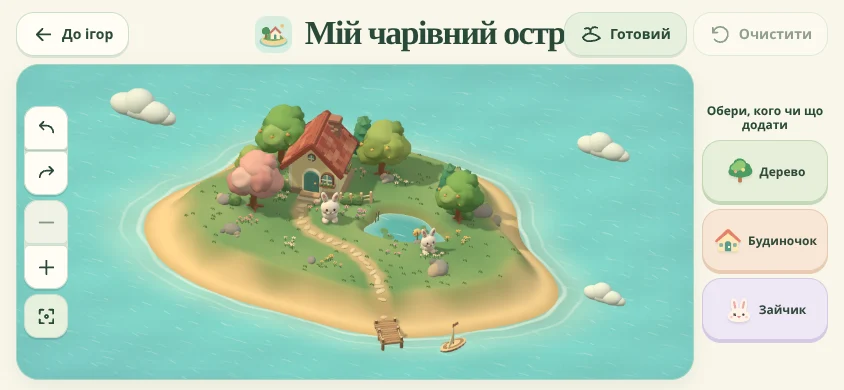 До ігор
Мій чарівний остр
Готовий
Очистити
Обери, кого чи що
додати
Дерево
Будиночок
Зайчик